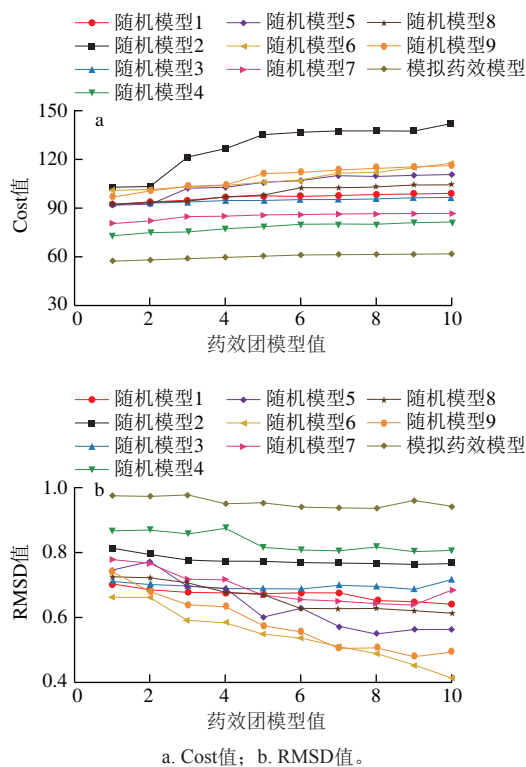 随机模型1 随机模型5 随机模型8
随机模型2 随机模型6 随机模型9
随机模型3 随机模型7 模拟药效模型
随机模型4
a
150
120
90
60
30
Cost值
0 2 4 6 8 10
药效团模型值
随机模型1 随机模型5 随机模型8
随机模型2 随机模型6 随机模型9
随机模型3 随机模型7 模拟药效模型
随机模型4
b
1.0
0.8
0.6
0.4
RMSD值
0 2 4 6 8 10
药效团模型值
a. Cost值；b. RMSD值。